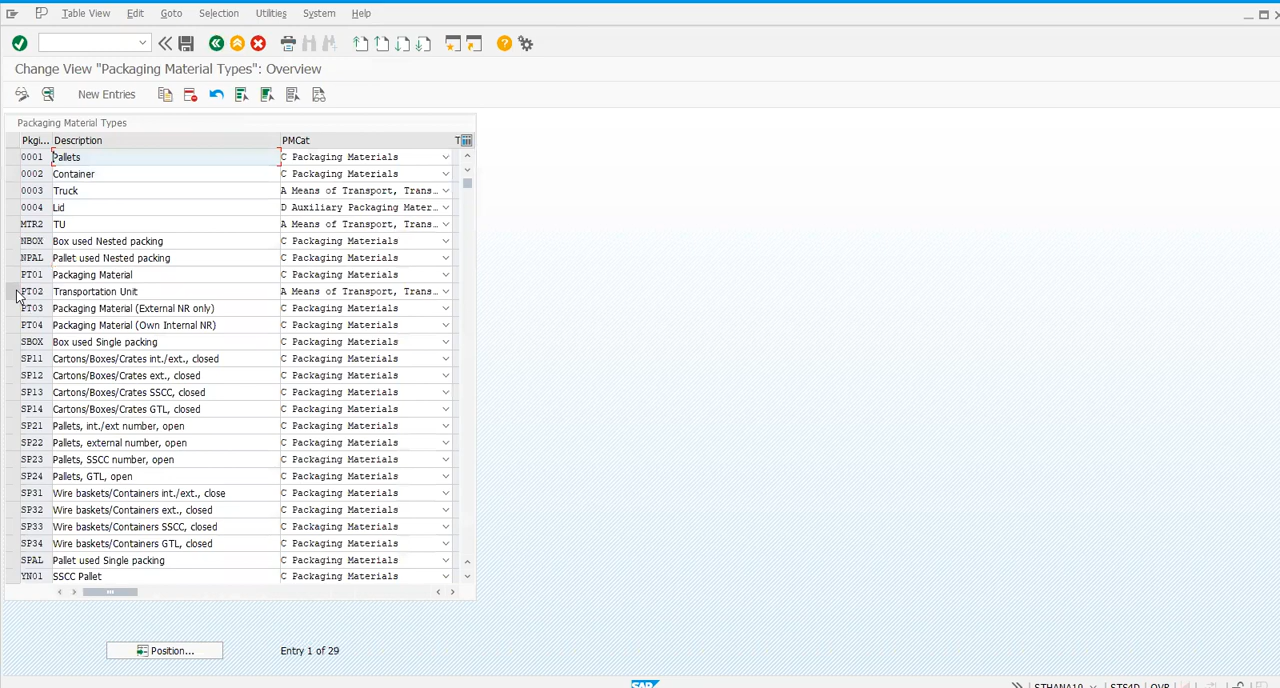 Table View Edit Goto Selection Utilities System Help
Change View "Packaging Material Types": Overview
New Entries
Packaging Material Types
Pkgi... Description PMCat T
0001 Pallets C Packaging Materials
0002 Container C Packaging Materials
0003 Truck A Means of Transport, Trans…
0004 Lid D Auxiliary Packaging Mater…
MTR2 TU A Means of Transport, Trans…
NBOX Box used Nested packing C Packaging Materials
NPAL Pallet used Nested packing C Packaging Materials
PT01 Packaging Material C Packaging Materials
PT02 Transportation Unit A Means of Transport, Trans…
PT03 Packaging Material (External NR only) C Packaging Materials
PT04 Packaging Material (Own Internal NR) C Packaging Materials
SBOX Box used Single packing C Packaging Materials
SP11 Cartons/Boxes/Crates int./ext., closed C Packaging Materials
SP12 Cartons/Boxes/Crates ext., closed C Packaging Materials
SP13 Cartons/Boxes/Crates SSCC, closed C Packaging Materials
SP14 Cartons/Boxes/Crates GTL, closed C Packaging Materials
SP21 Pallets, int./ext number, open C Packaging Materials
SP22 Pallets, external number, open C Packaging Materials
SP23 Pallets, SSCC number, open C Packaging Materials
SP24 Pallets, GTL, open C Packaging Materials
SP31 Wire baskets/Containers int./ext., close C Packaging Materials
SP32 Wire baskets/Containers ext., closed C Packaging Materials
SP33 Wire baskets/Containers SSCC, closed C Packaging Materials
SP34 Wire baskets/Containers GTL, closed C Packaging Materials
SPAL Pallet used Single packing C Packaging Materials
YN01 SSCC Pallet C Packaging Materials
Position... Entry 1 of 29
SAP STHANA10 STS4D OVR